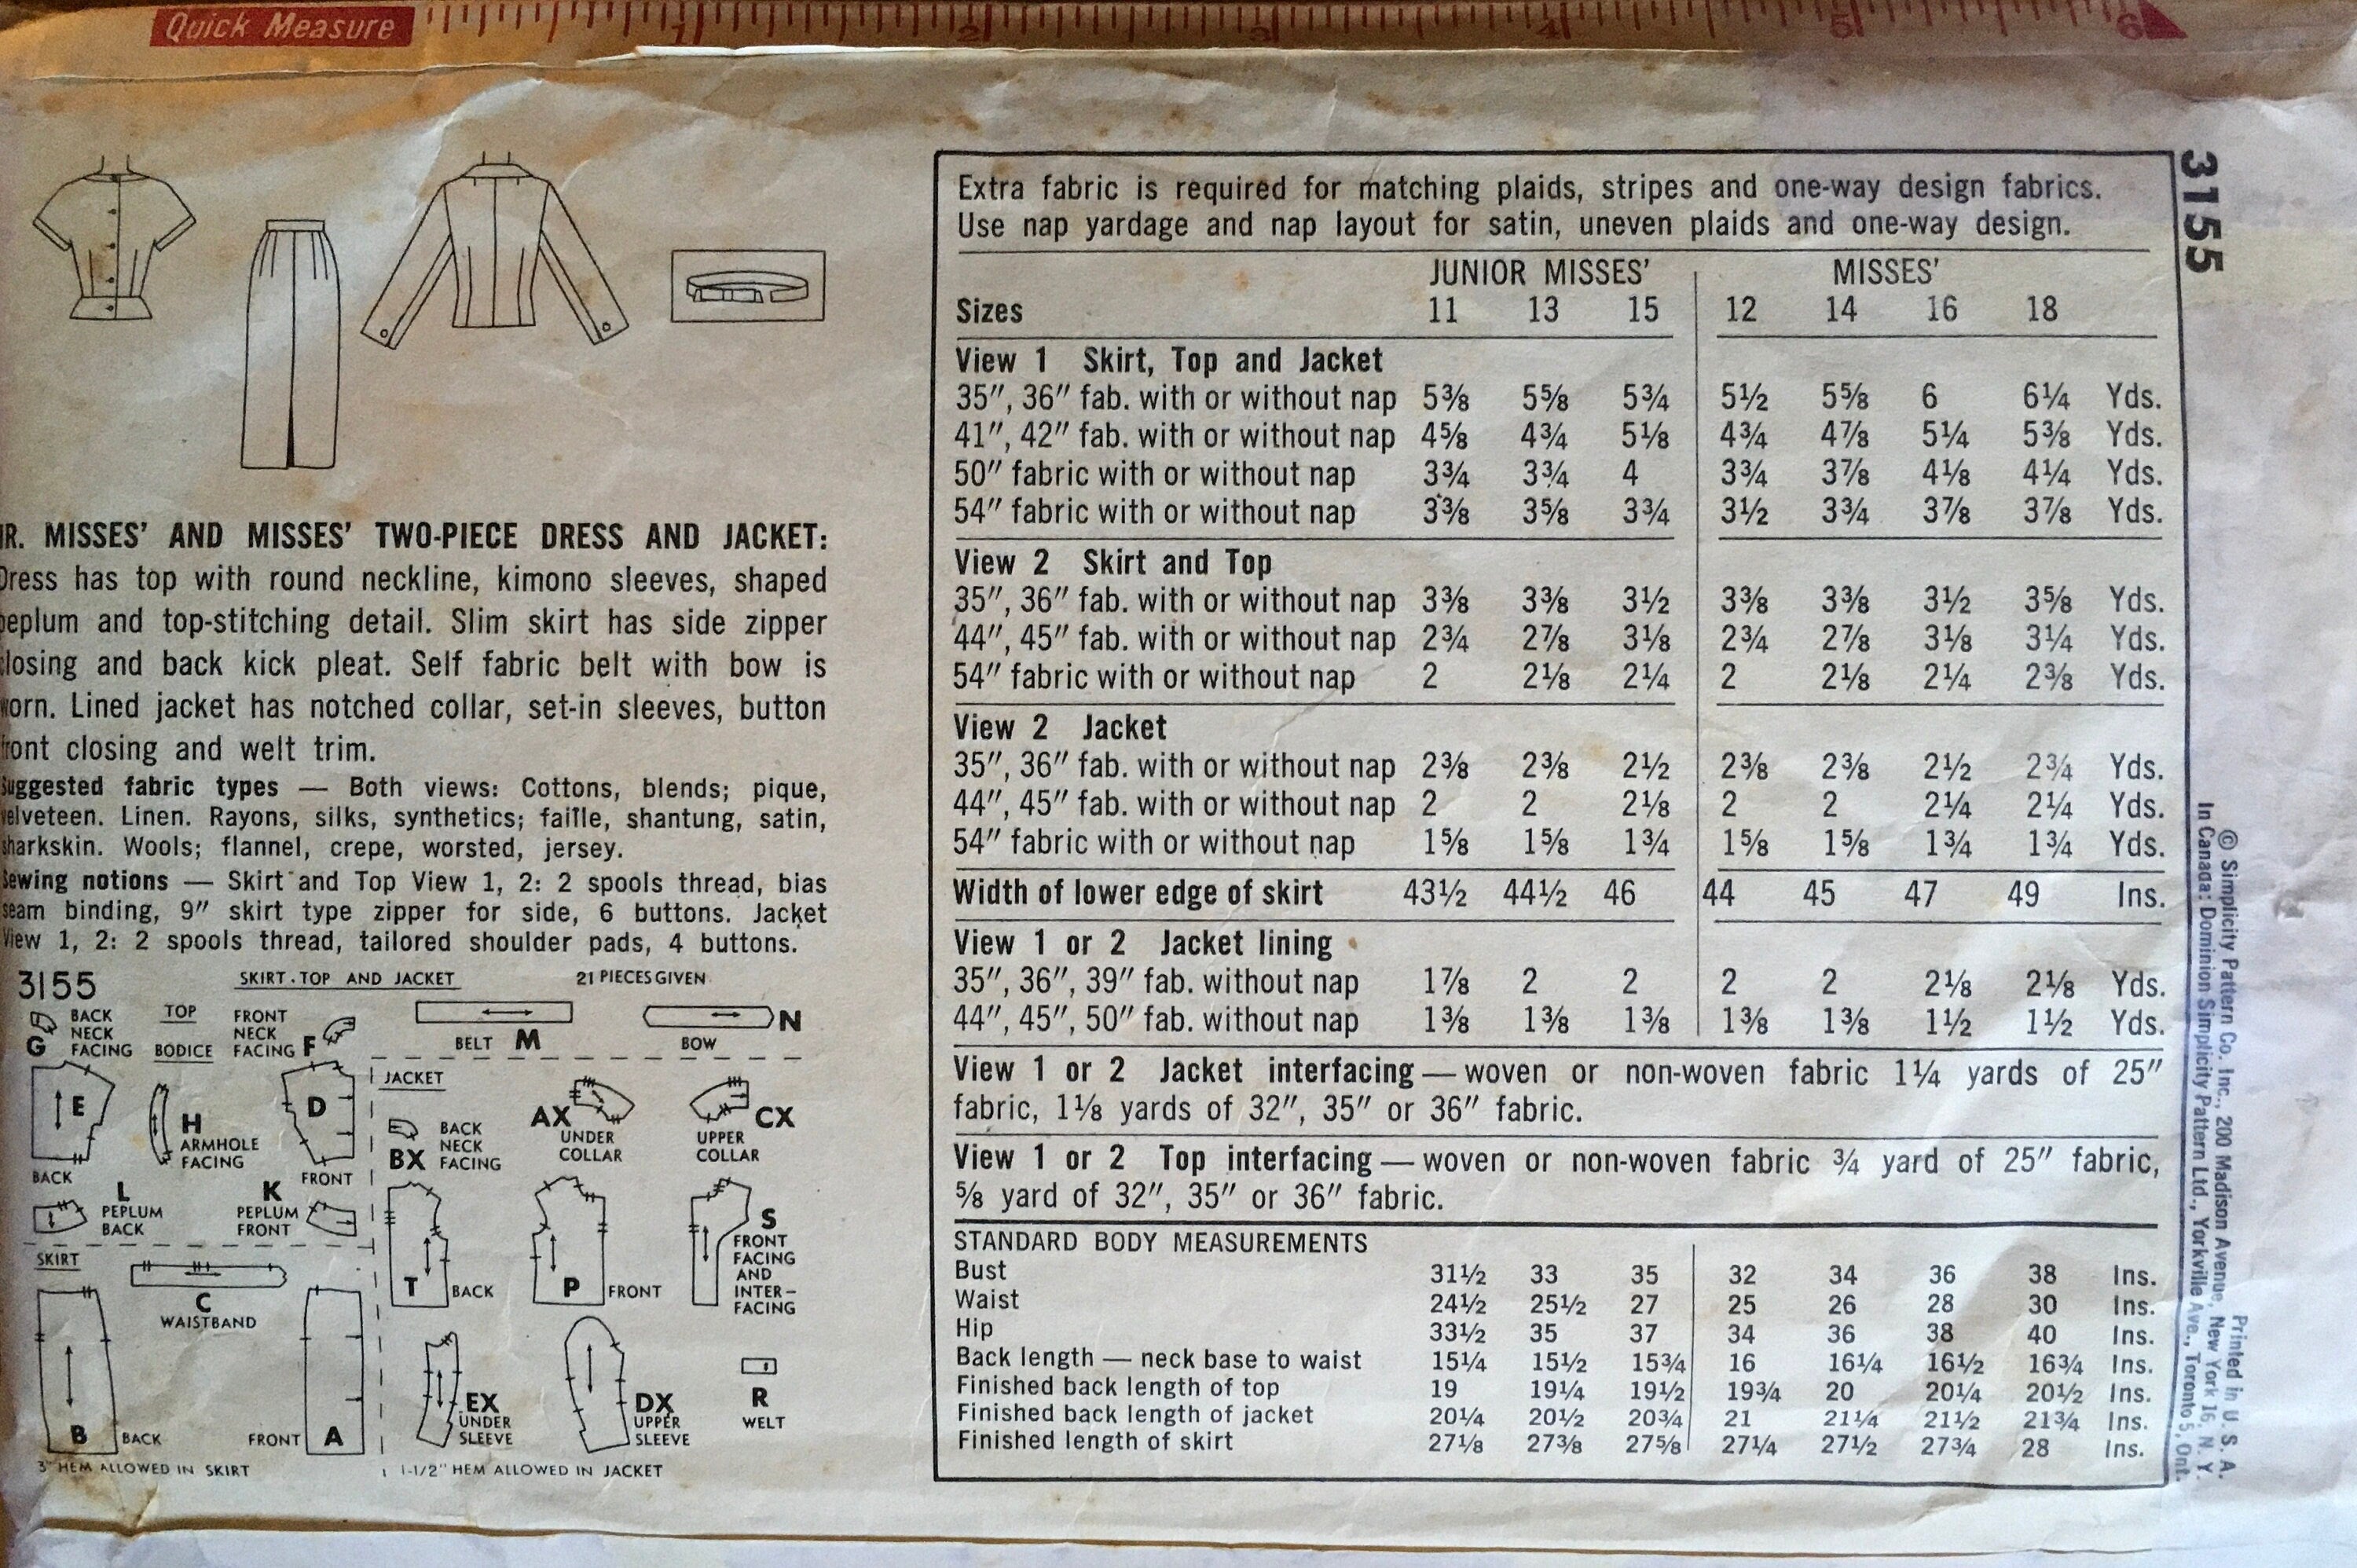 Quick Measure 1 2 3 4 5 6
R. MISSES' AND MISSES' TWO-PIECE DRESS AND JACKET:
Dress has top with round neckline, kimono sleeves, shaped
peplum and top-stitching detail. Slim skirt has side zipper
closing and back kick pleat. Self fabric belt with bow is
worn. Lined jacket has notched collar, set-in sleeves, button
front closing and welt trim.
Suggested fabric types — Both views: Cottons, blends; pique,
velveteen. Linen. Rayons, silks, synthetics; faille, shantung, satin,
sharkskin. Wools; flannel, crepe, worsted, jersey.
Sewing notions — Skirt and Top View 1, 2: 2 spools thread, bias
seam binding, 9" skirt type zipper for side, 6 buttons. Jacket
View 1, 2: 2 spools thread, tailored shoulder pads, 4 buttons.
3155 SKIRT . TOP AND JACKET 21 PIECES GIVEN
G BACK NECK FACING
TOP
BODICE
FRONT NECK FACING F
BELT M
BOW N
E BACK
H ARMHOLE FACING
D FRONT
L PEPLUM BACK
K PEPLUM FRONT
JACKET
BX BACK NECK FACING
AX UNDER COLLAR
CX UPPER COLLAR
T BACK
P FRONT
S FRONT FACING AND INTER-FACING
SKIRT
C WAISTBAND
B BACK
FRONT A
EX UNDER SLEEVE
DX UPPER SLEEVE
R WELT
3" HEM ALLOWED IN SKIRT
1-1/2" HEM ALLOWED IN JACKET
Extra fabric is required for matching plaids, stripes and one-way design fabrics.
Use nap yardage and nap layout for satin, uneven plaids and one-way design.
JUNIOR MISSES' MISSES'
Sizes 11 13 15 12 14 16 18
View 1 Skirt, Top and Jacket
35", 36" fab. with or without nap 5⅜ 5⅝ 5¾ 5½ 5⅝ 6 6¼ Yds.
41", 42" fab. with or without nap 4⅝ 4¾ 5⅛ 4¾ 4⅞ 5¼ 5⅜ Yds.
50" fabric with or without nap 3¾ 3¾ 4 3¾ 3⅞ 4⅛ 4¼ Yds.
54" fabric with or without nap 3⅜ 3⅝ 3¾ 3½ 3¾ 3⅞ 3⅞ Yds.
View 2 Skirt and Top
35", 36" fab. with or without nap 3⅜ 3⅜ 3½ 3⅜ 3⅜ 3½ 3⅝ Yds.
44", 45" fab. with or without nap 2¾ 2⅞ 3⅛ 2¾ 2⅞ 3⅛ 3¼ Yds.
54" fabric with or without nap 2 2⅛ 2¼ 2 2⅛ 2¼ 2⅜ Yds.
View 2 Jacket
35", 36" fab. with or without nap 2⅜ 2⅜ 2½ 2⅜ 2⅜ 2½ 2¾ Yds.
44", 45" fab. with or without nap 2 2 2⅛ 2 2 2¼ 2¼ Yds.
54" fabric with or without nap 1⅝ 1⅝ 1¾ 1⅝ 1⅝ 1¾ 1¾ Yds.
Width of lower edge of skirt 43½ 44½ 46 44 45 47 49 Ins.
View 1 or 2 Jacket lining
35", 36", 39" fab. without nap 1⅞ 2 2 2 2 2⅛ 2⅛ Yds.
44", 45", 50" fab. without nap 1⅜ 1⅜ 1⅜ 1⅜ 1⅜ 1½ 1½ Yds.
View 1 or 2 Jacket interfacing — woven or non-woven fabric 1¼ yards of 25"
fabric, 1⅛ yards of 32", 35" or 36" fabric.
View 1 or 2 Top interfacing — woven or non-woven fabric ¾ yard of 25" fabric,
⅝ yard of 32", 35" or 36" fabric.
STANDARD BODY MEASUREMENTS
Bust 31½ 33 35 32 34 36 38 Ins.
Waist 24½ 25½ 27 25 26 28 30 Ins.
Hip 33½ 35 37 34 36 38 40 Ins.
Back length — neck base to waist 15¼ 15½ 15¾ 16 16¼ 16½ 16¾ Ins.
Finished back length of top 19 19¼ 19½ 19¾ 20 20¼ 20½ Ins.
Finished back length of jacket 20¼ 20½ 20¾ 21 21¼ 21½ 21¾ Ins.
Finished length of skirt 27⅛ 27⅜ 27⅝ 27¼ 27½ 27¾ 28 Ins.
3155
© Simplicity Pattern Co. Inc., 200 Madison Avenue, New York 16, N. Y.
In Canada: Dominion Simplicity Pattern Ltd., Yorkville Ave., Toronto 5, Ont.
Printed in U. S. A.